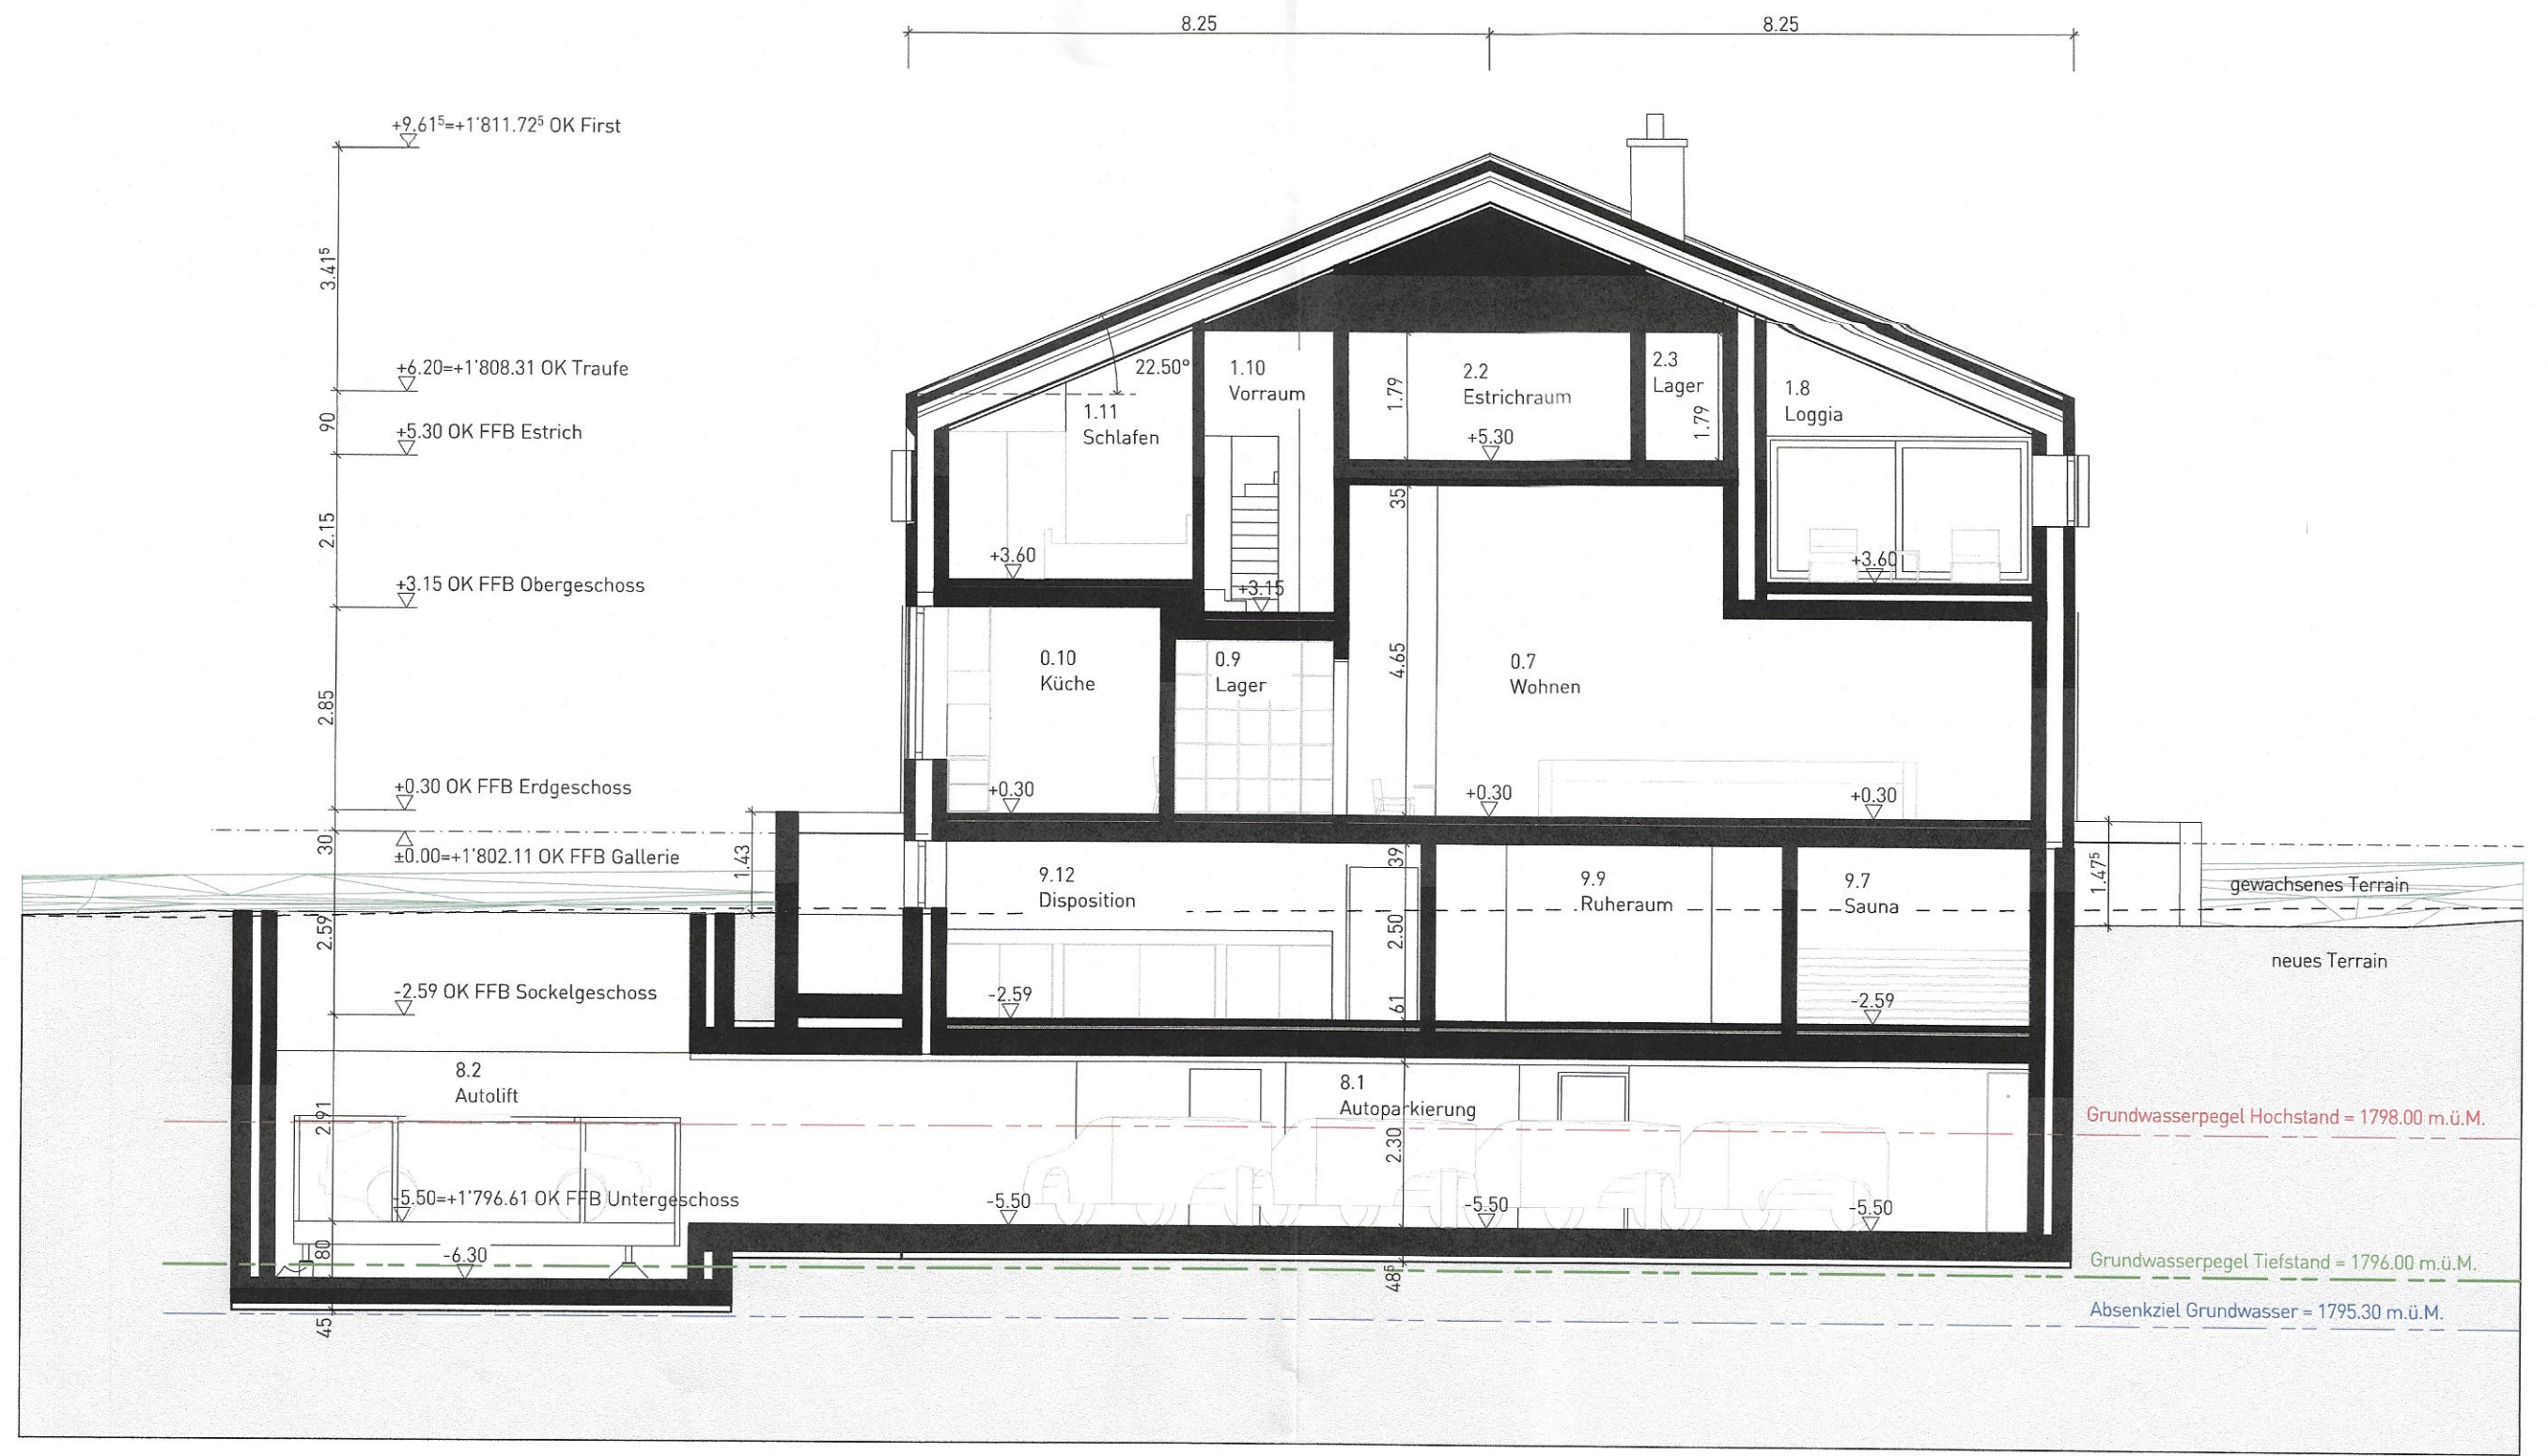 8.25
8.25
+9.61⁵=+1'811.72⁵ OK First
3.41⁵
+6.20=+1'808.31 OK Traufe
90
+5.30 OK FFB Estrich
2.15
+3.15 OK FFB Obergeschoss
2.85
+0.30 OK FFB Erdgeschoss
30
±0.00=+1'802.11 OK FFB Gallerie
2.59
-2.59 OK FFB Sockelgeschoss
2.91
-5.50=+1'796.61 OK FFB Untergeschoss
80
45
22.50°
1.11
Schlafen
+3.60
1.10
Vorraum
+3.15
1.79
2.2
Estrichraum
+5.30
2.3
Lager
1.79
1.8
Loggia
+3.60
35
0.10
Küche
+0.30
0.9
Lager
4.65
0.7
Wohnen
+0.30
+0.30
1.43
9.12
Disposition
-2.59
39
2.50
61
9.9
Ruheraum
9.7
Sauna
-2.59
1.47⁵
gewachsenes Terrain
neues Terrain
8.2
Autolift
-6.30
8.1
Autoparkierung
2.30
-5.50
-5.50
-5.50
48⁵
Grundwasserpegel Hochstand = 1798.00 m.ü.M.
Grundwasserpegel Tiefstand = 1796.00 m.ü.M.
Absenkziel Grundwasser = 1795.30 m.ü.M.